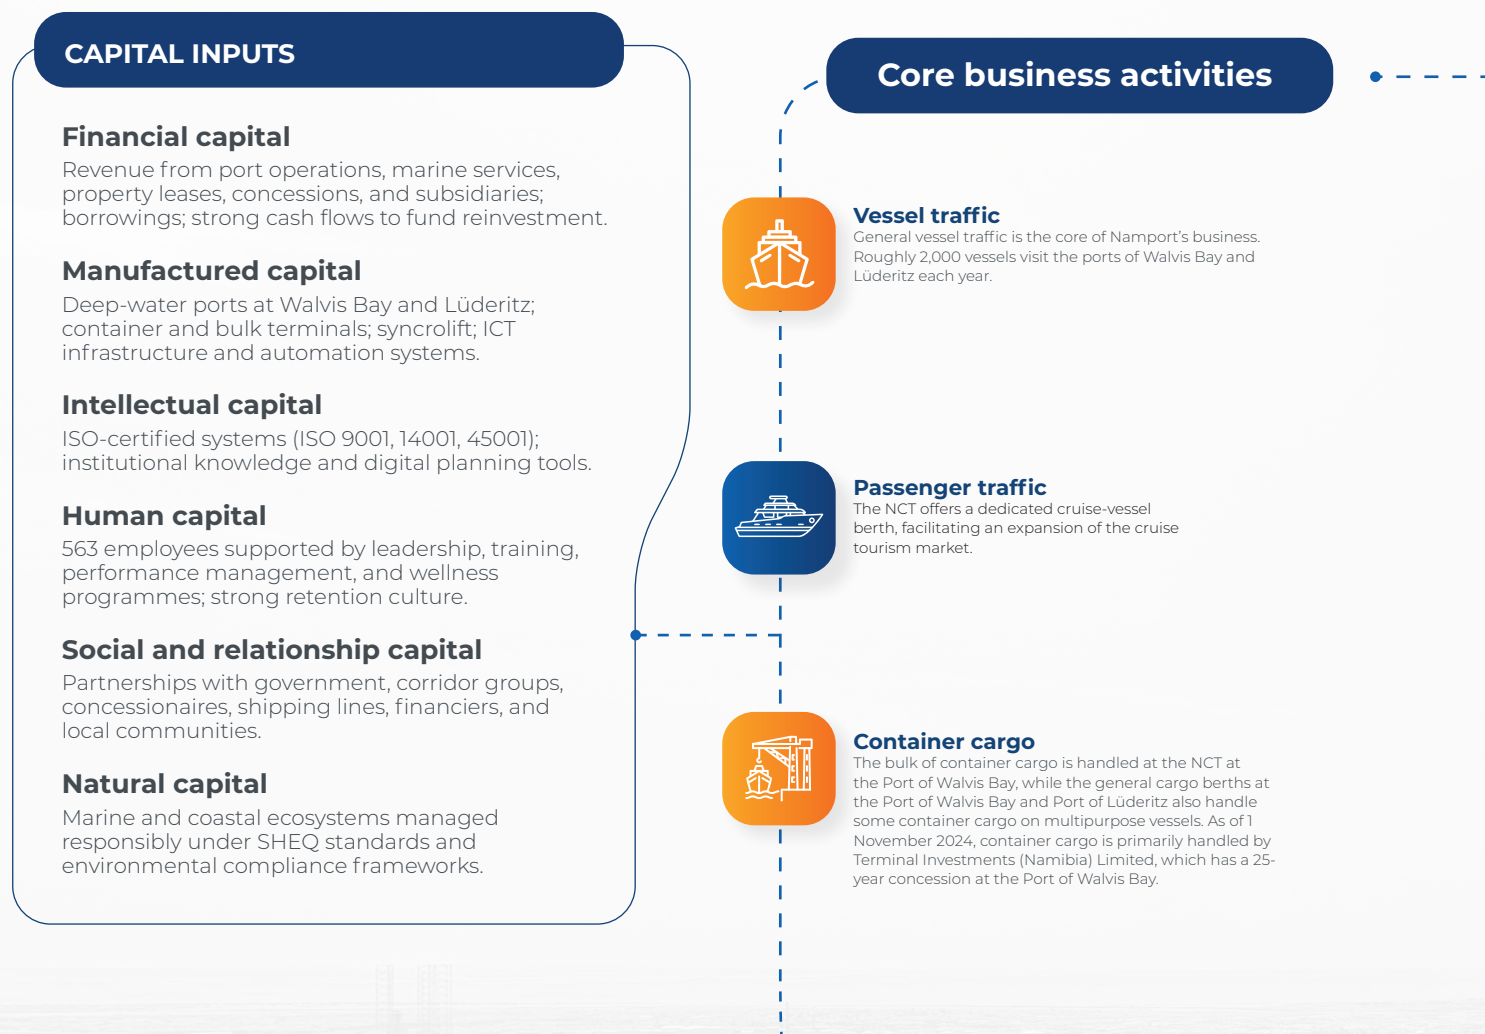 CAPITAL INPUTS
Financial capital
Revenue from port operations, marine services,
property leases, concessions, and subsidiaries;
borrowings; strong cash flows to fund reinvestment.
Manufactured capital
Deep-water ports at Walvis Bay and Lüderitz;
container and bulk terminals; syncrolift; ICT
infrastructure and automation systems.
Intellectual capital
ISO-certified systems (ISO 9001, 14001, 45001);
institutional knowledge and digital planning tools.
Human capital
563 employees supported by leadership, training,
performance management, and wellness
programmes; strong retention culture.
Social and relationship capital
Partnerships with government, corridor groups,
concessionaires, shipping lines, financiers, and
local communities.
Natural capital
Marine and coastal ecosystems managed
responsibly under SHEQ standards and
environmental compliance frameworks.
Core business activities
Vessel traffic
General vessel traffic is the core of Namport’s business.
Roughly 2,000 vessels visit the ports of Walvis Bay and
Lüderitz each year.
Passenger traffic
The NCT offers a dedicated cruise-vessel
berth, facilitating an expansion of the cruise
tourism market.
Container cargo
The bulk of container cargo is handled at the NCT at
the Port of Walvis Bay, while the general cargo berths at
the Port of Walvis Bay and Port of Lüderitz also handle
some container cargo on multipurpose vessels. As of 1
November 2024, container cargo is primarily handled by
Terminal Investments (Namibia) Limited, which has a 25-
year concession at the Port of Walvis Bay.